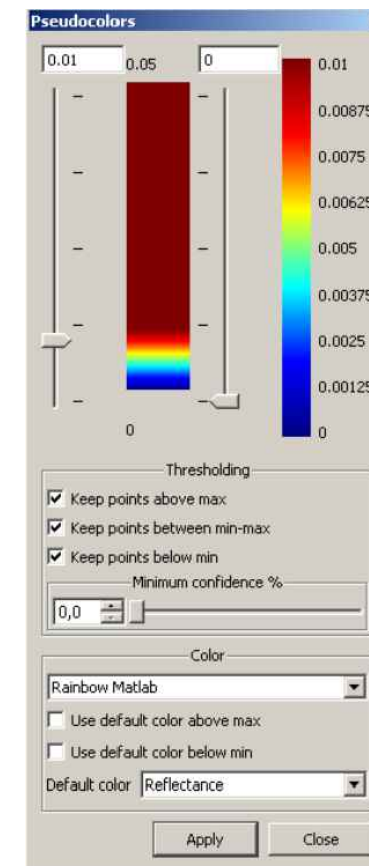 Pseudocolors
0.01 0.05 0 0.01
0.00875
0.0075
0.00625
0.005
0.00375
0.0025
0.00125
0 0
Thresholding
Keep points above max
Keep points between min-max
Keep points below min
Minimum confidence %
0,0
Color
Rainbow Matlab
Use default color above max
Use default color below min
Default color Reflectance
Apply Close